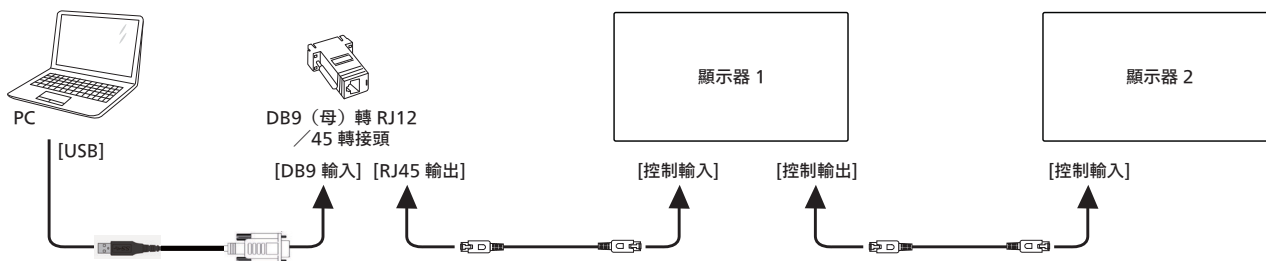 PC
[USB]
DB9（母）轉 RJ12
／45 轉接頭
[DB9 輸入]
[RJ45 輸出]
顯示器 1
[控制輸入]
[控制輸出]
顯示器 2
[控制輸入]